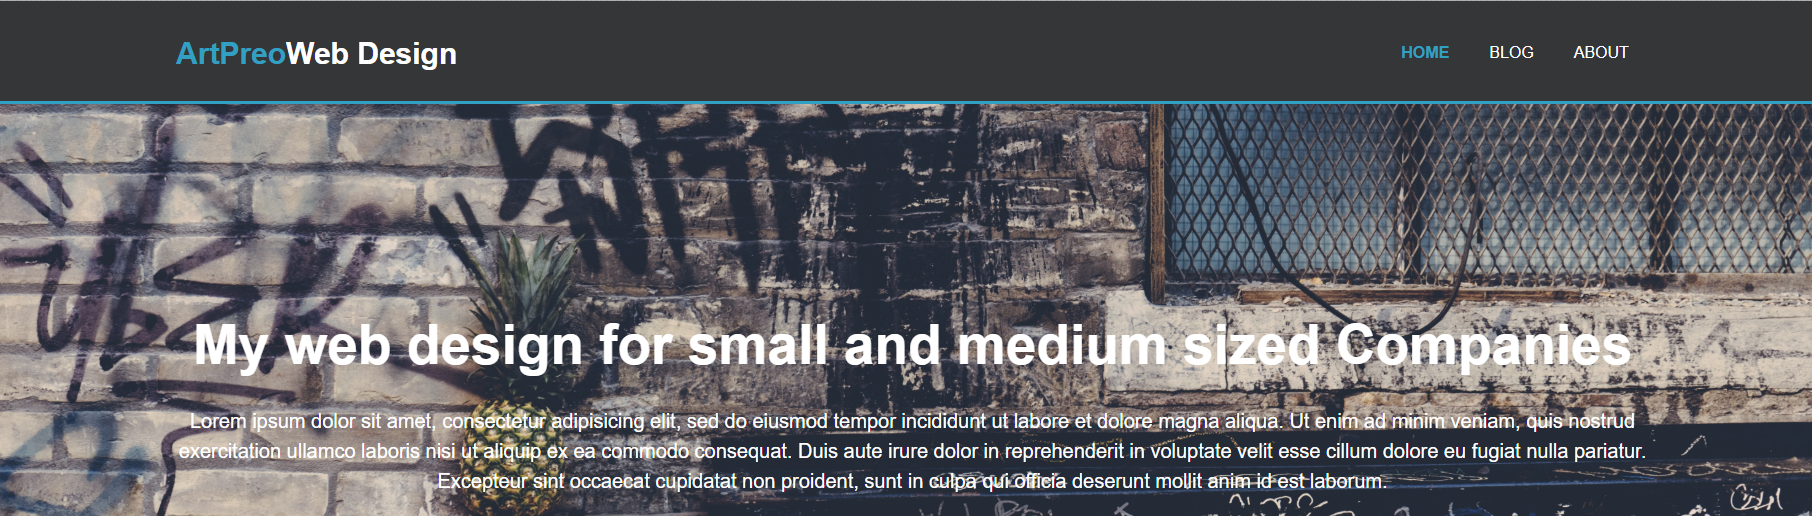 ArtPreoWeb Design
HOME BLOG ABOUT
My web design for small and medium sized Companies
Lorem ipsum dolor sit amet, consectetur adipisicing elit, sed do eiusmod tempor incididunt ut labore et dolore magna aliqua. Ut enim ad minim veniam, quis nostrud
exercitation ullamco laboris nisi ut aliquip ex ea commodo consequat. Duis aute irure dolor in reprehenderit in voluptate velit esse cillum dolore eu fugiat nulla pariatur.
Excepteur sint occaecat cupidatat non proident, sunt in culpa qui officia deserunt mollit anim id est laborum.